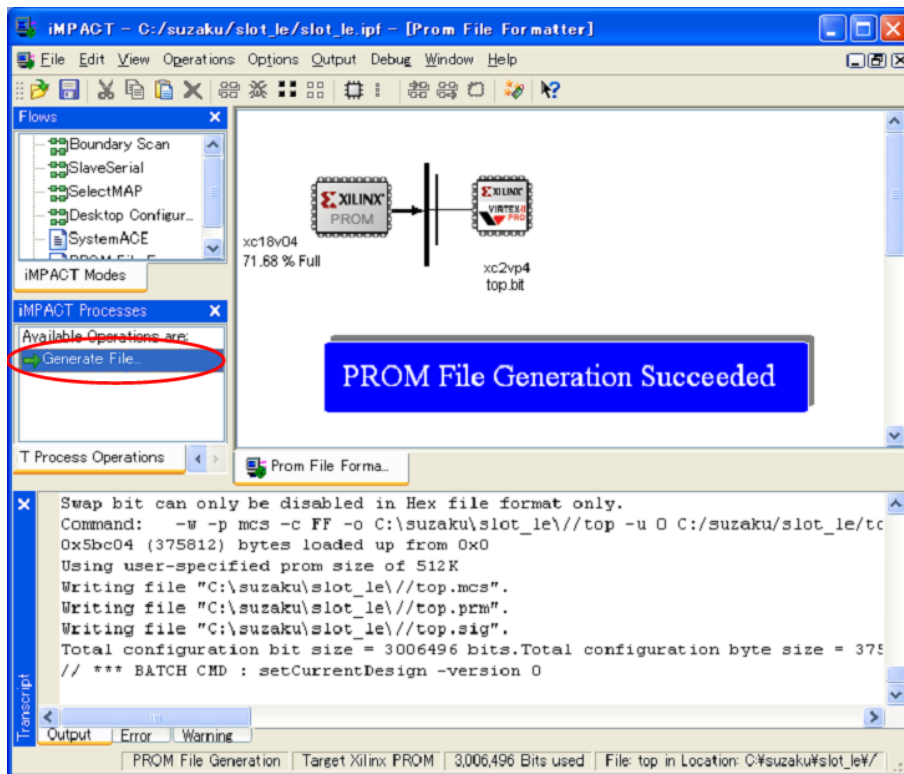 iMPACT - C:/suzaku/slot_le/slot_le.ipf - [Prom File Formatter]
File Edit View Operations Options Output Debug Window Help
Flows
Boundary Scan
SlaveSerial
SelectMAP
Desktop Configur...
SystemACE
iMPACT Modes
XILINX
PROM
xc18v04
71.68 % Full
XILINX
VIRTEX-II
PRO
xc2vp4
top.bit
iMPACT Processes
Available Operations are:
Generate File...
T Process Operations
PROM File Generation Succeeded
Prom File Forma...
Swap bit can only be disabled in Hex file format only.
Command: -w -p mcs -c FF -o C:\suzaku\slot_le\//top -u 0 C:/suzaku/slot_le/tc
0x5bc04 (375812) bytes loaded up from 0x0
Using user-specified prom size of 512K
Writing file "C:\suzaku\slot_le\//top.mcs".
Writing file "C:\suzaku\slot_le\//top.prm".
Writing file "C:\suzaku\slot_le\//top.sig".
Total configuration bit size = 3006496 bits.Total configuration byte size = 375
// *** BATCH CMD : setCurrentDesign -version 0
Transcript
Output Error Warning
PROM File Generation Target Xilinx PROM 3,006,496 Bits used File: top in Location: C:¥suzaku¥slot_le¥/